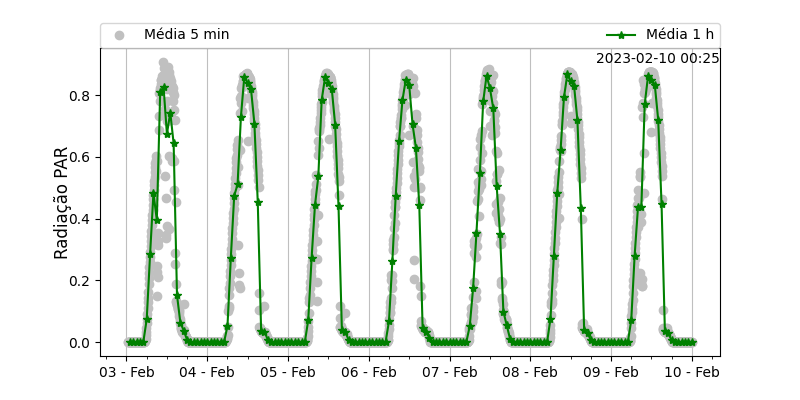 Média 5 min
Média 1 h
2023-02-10 00:25
Radiação PAR
0.8
0.6
0.4
0.2
0.0
03 - Feb
04 - Feb
05 - Feb
06 - Feb
07 - Feb
08 - Feb
09 - Feb
10 - Feb